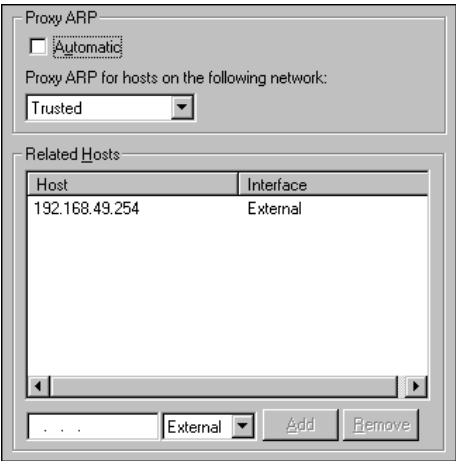 Proxy ARP
Automatic
Proxy ARP for hosts on the following network:
Trusted
Related Hosts
Host Interface
192.168.49.254 External
. . . External Add Remove